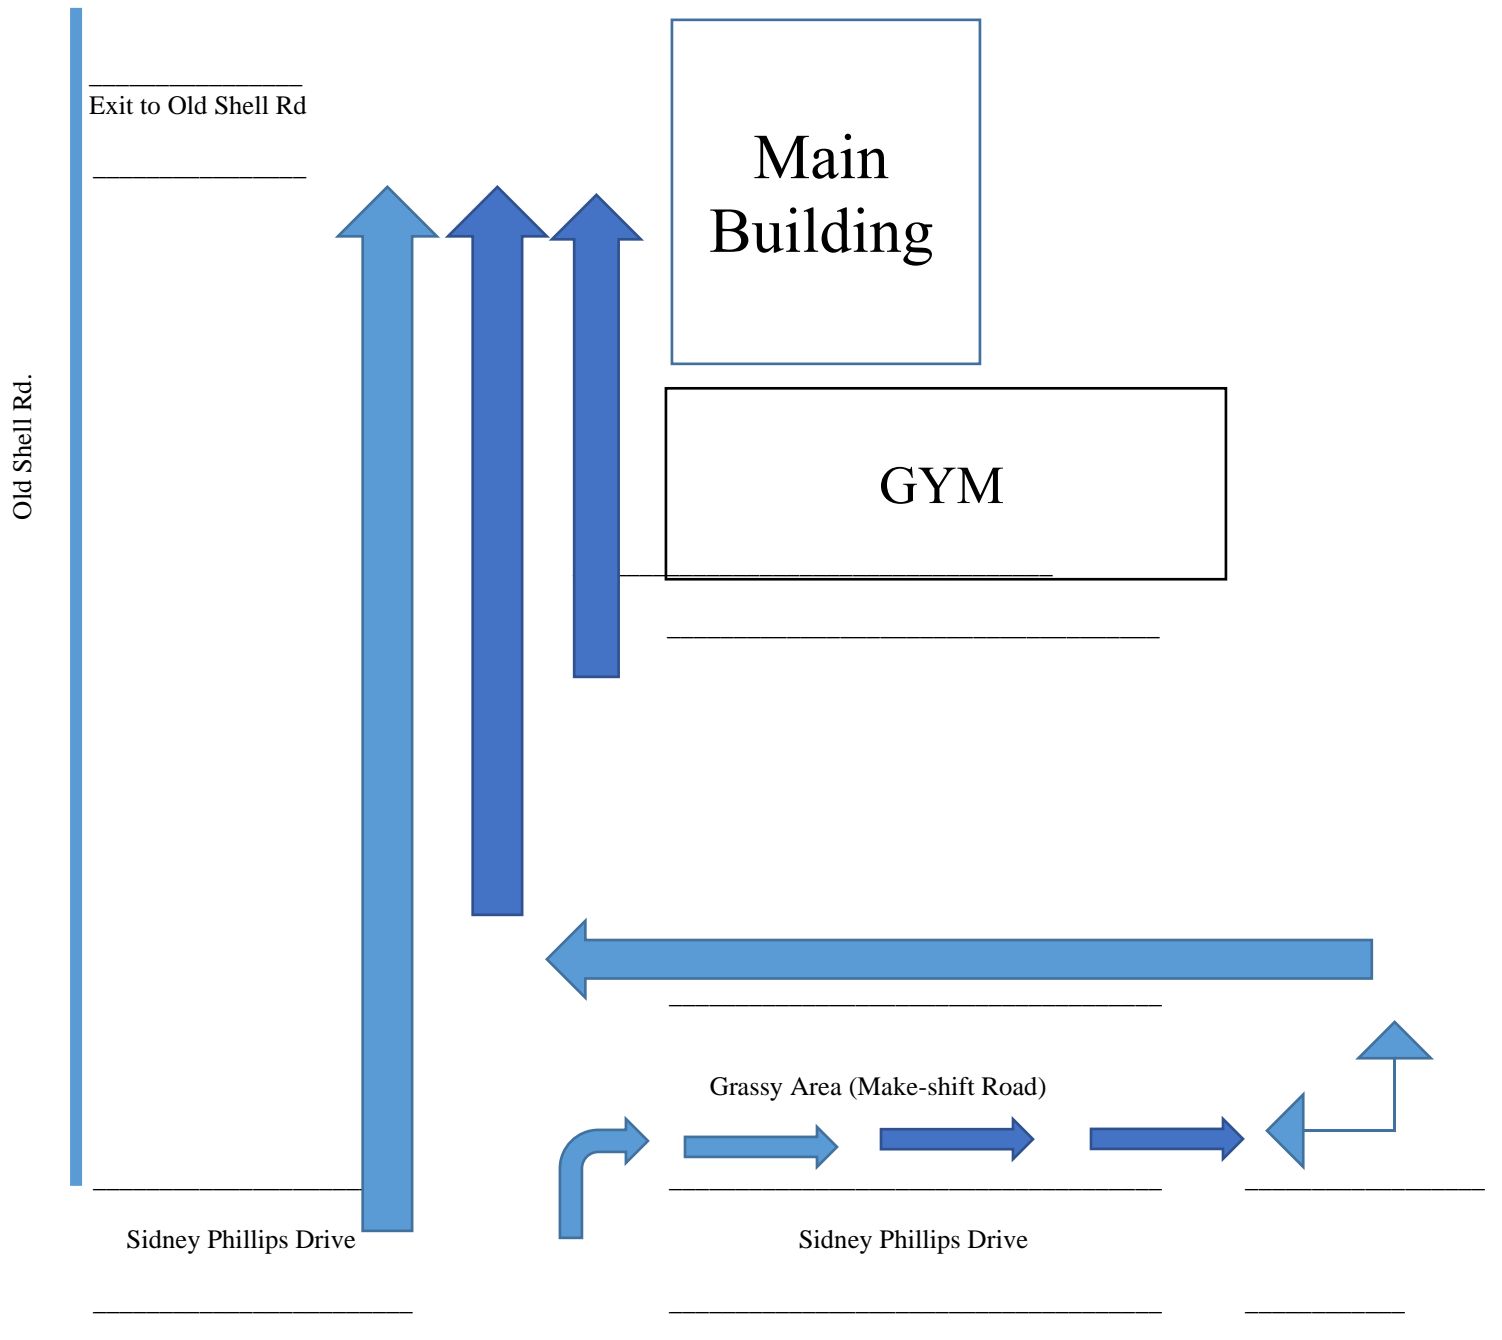 Exit to Old Shell Rd
Main
Building
Old Shell Rd.
GYM
Grassy Area (Make-shift Road)
Sidney Phillips Drive
Sidney Phillips Drive